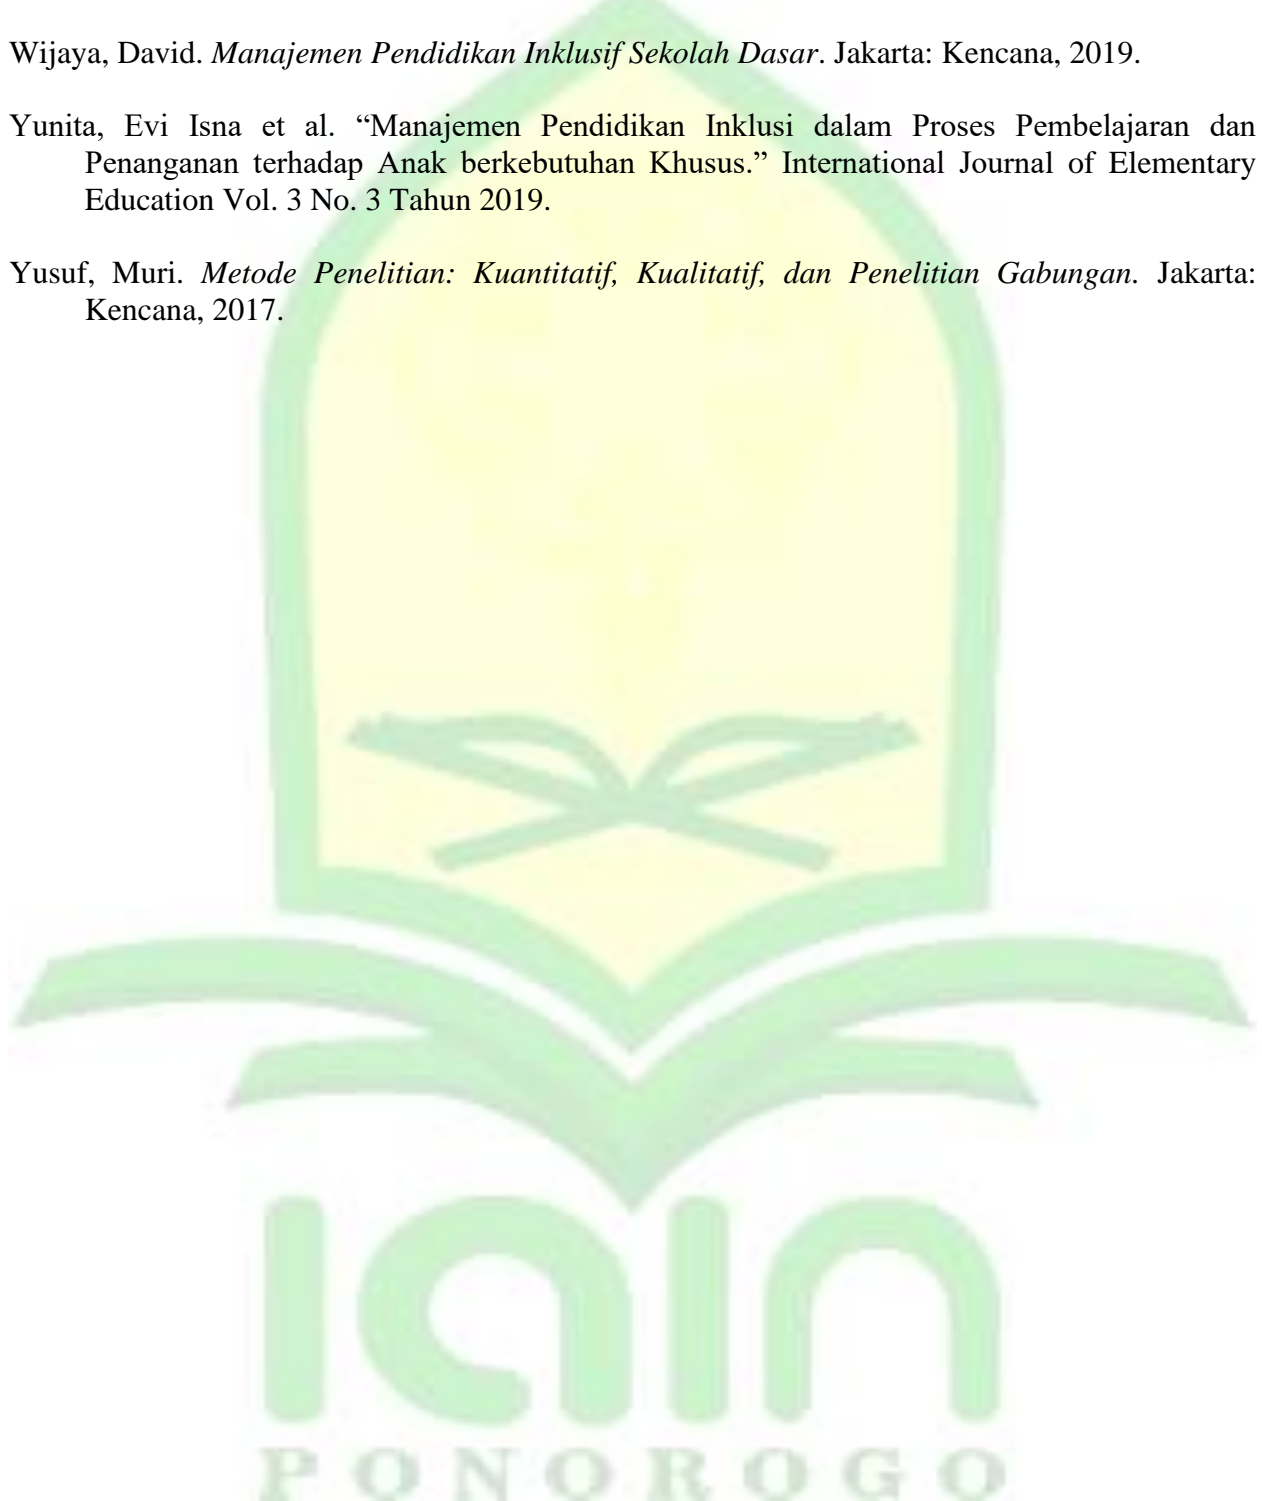 Wijaya, David. Manajemen Pendidikan Inklusif Sekolah Dasar. Jakarta: Kencana, 2019.
Yunita, Evi Isna et al. “Manajemen Pendidikan Inklusi dalam Proses Pembelajaran dan
Penanganan terhadap Anak berkebutuhan Khusus.” International Journal of Elementary
Education Vol. 3 No. 3 Tahun 2019.
Yusuf, Muri. Metode Penelitian: Kuantitatif, Kualitatif, dan Penelitian Gabungan. Jakarta:
Kencana, 2017.
IAIN
PONOROGO